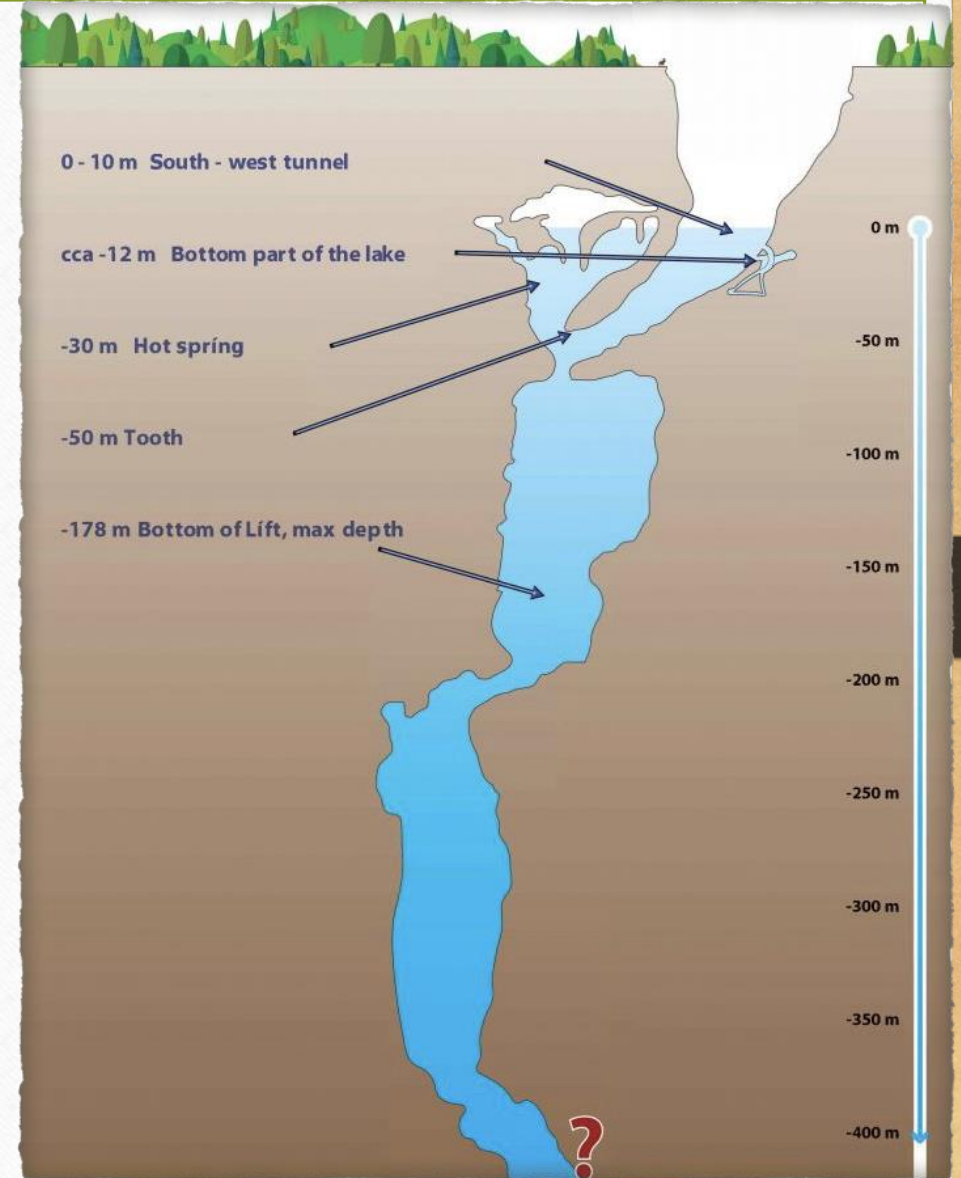 0 - 10 m South - west tunnel
0 m
cca -12 m Bottom part of the lake
-30 m Hot spríng
-50 m
-50 m Tooth
-100 m
-178 m Bottom of Líft, max depth
-150 m
-200 m
-250 m
-300 m
-350 m
-400 m
?